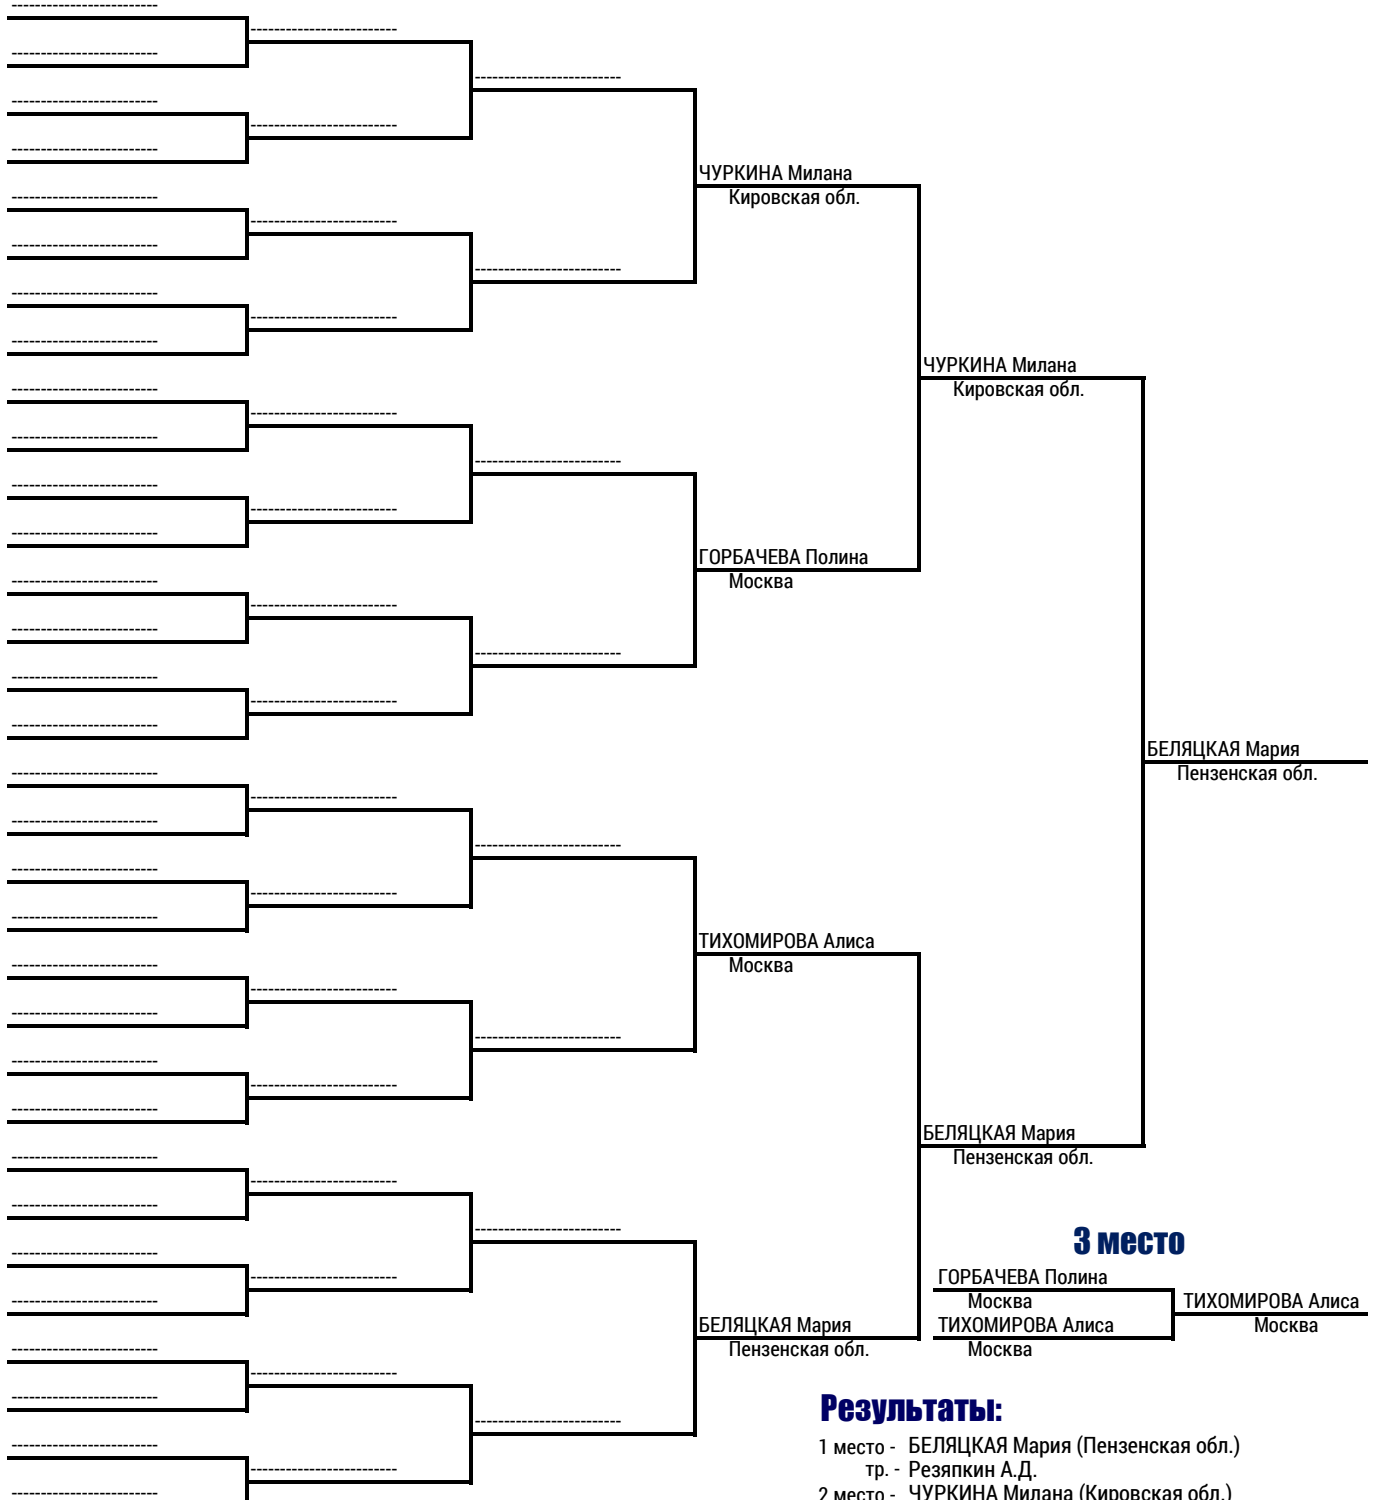 ЧУРКИНА Милана
Кировская обл.
ЧУРКИНА Милана
Кировская обл.
ГОРБАЧЕВА Полина
Москва
БЕЛЯЦКАЯ Мария
Пензенская обл.
ТИХОМИРОВА Алиса
Москва
БЕЛЯЦКАЯ Мария
Пензенская обл.
БЕЛЯЦКАЯ Мария
Пензенская обл.
3 место
ГОРБАЧЕВА Полина
Москва
ТИХОМИРОВА Алиса
Москва
ТИХОМИРОВА Алиса
Москва
Результаты:
1 место - БЕЛЯЦКАЯ Мария (Пензенская обл.)
тр. - Резяпкин А.Д.
2 место - ЧУРКИНА Милана (Кировская обл.)